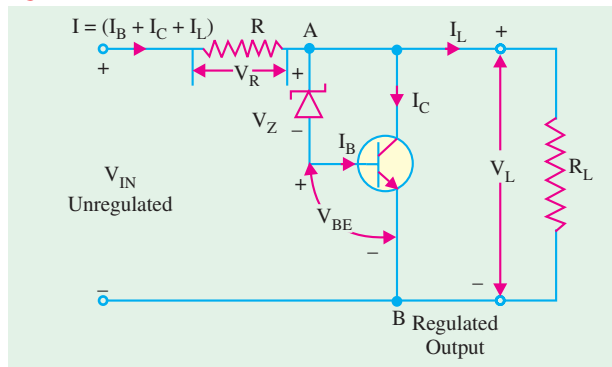 I = (I_B + I_C + I_L)
R
A
I_L
+
+
V_R
+
I_C
V_Z
–
I_B
V_IN
Unregulated
+
V_BE
–
V_L
R_L
–
–
B
Regulated
Output